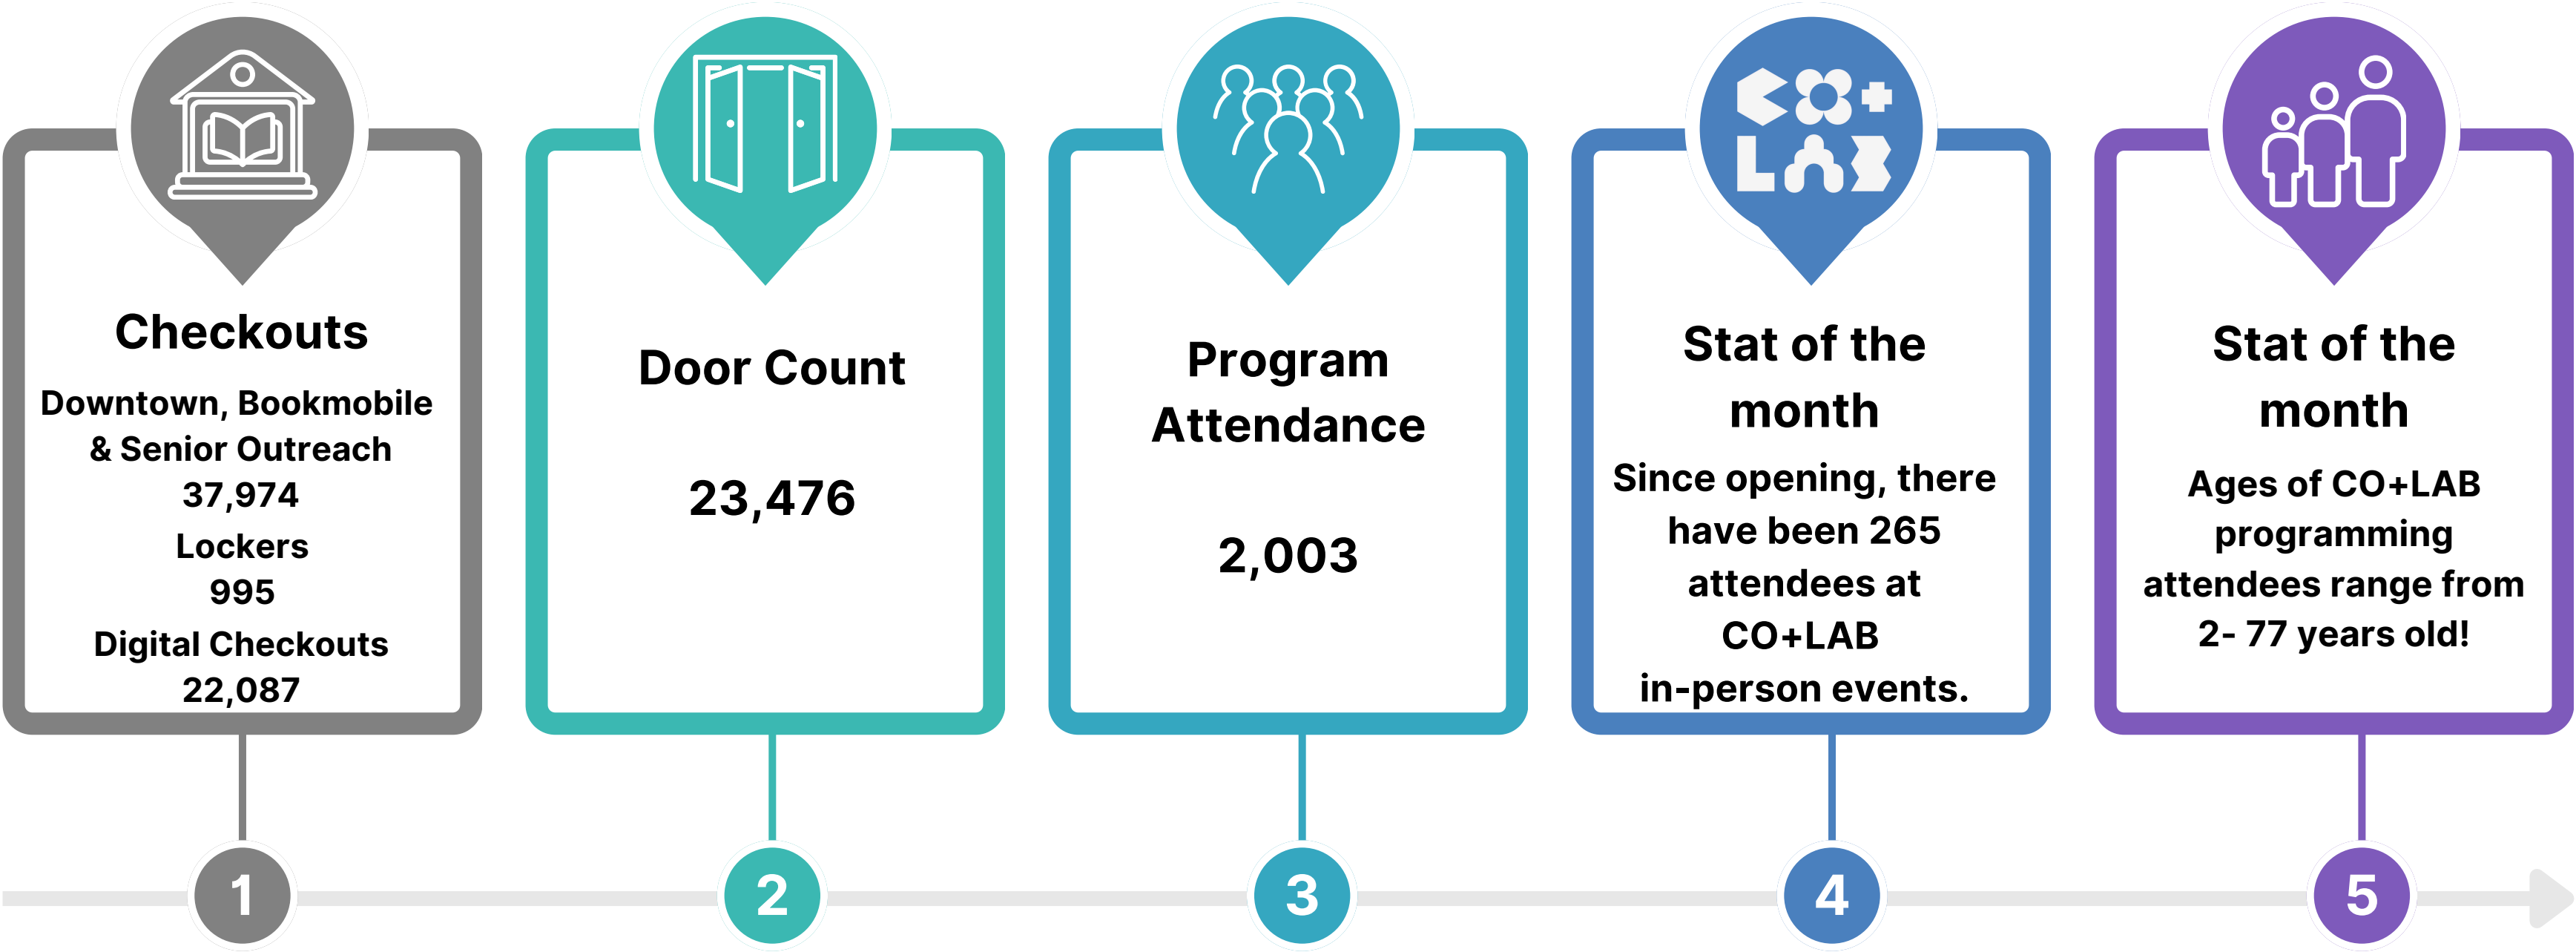 Checkouts
Downtown, Bookmobile
& Senior Outreach
37,974
Lockers
995
Digital Checkouts
22,087
1
Door Count
23,476
2
Program
Attendance
2,003
3
CO+
LAB
Stat of the
month
Since opening, there
have been 265
attendees at
CO+LAB
in-person events.
4
Stat of the
month
Ages of CO+LAB
programming
attendees range from
2- 77 years old!
5